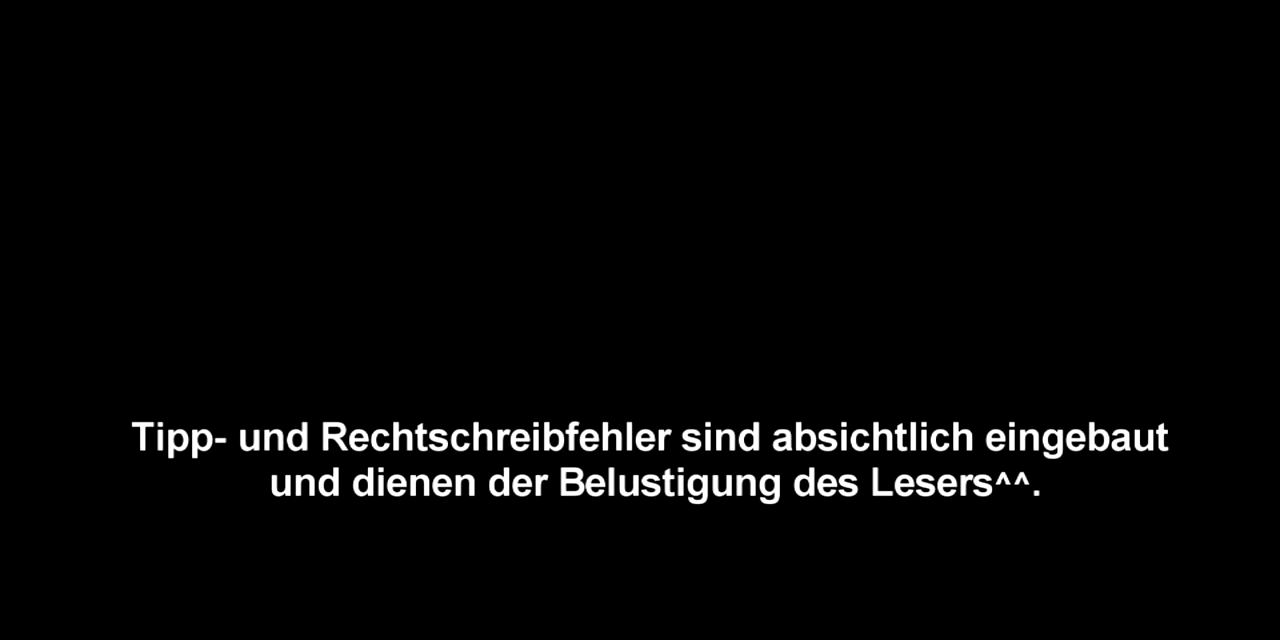 Tipp- und Rechtschreibfehler sind absichtlich eingebaut
und dienen der Belustigung des Lesers^^.